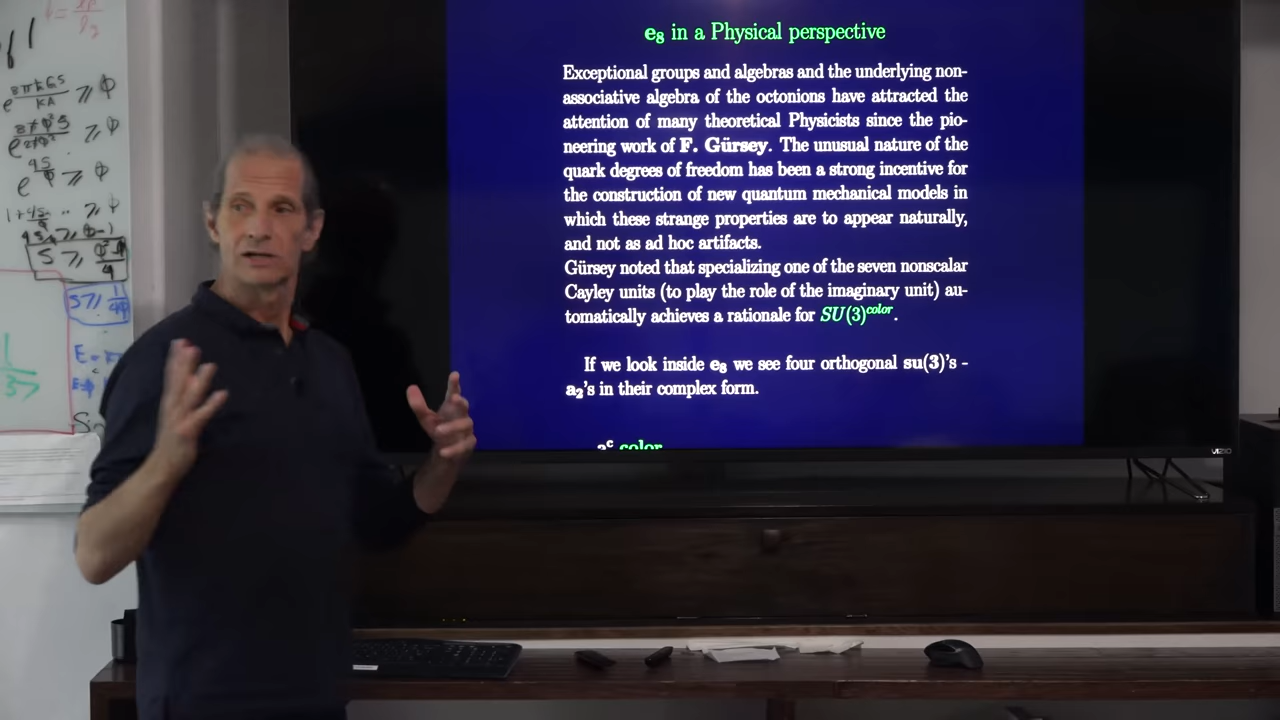 e₈ in a Physical perspective
Exceptional groups and algebras and the underlying non-
associative algebra of the octonions have attracted the
attention of many theoretical Physicists since the pio-
neering work of F. Gürsey. The unusual nature of the
quark degrees of freedom has been a strong incentive for
the construction of new quantum mechanical models in
which these strange properties are to appear naturally,
and not as ad hoc artifacts.
Gürsey noted that specializing one of the seven nonscalar
Cayley units (to play the role of the imaginary unit) au-
tomatically achieves a rationale for SU(3)ᶜᵒˡᵒʳ.
If we look inside e₈ we see four orthogonal su(3)'s -
a₂'s in their complex form.
color
VIZIO